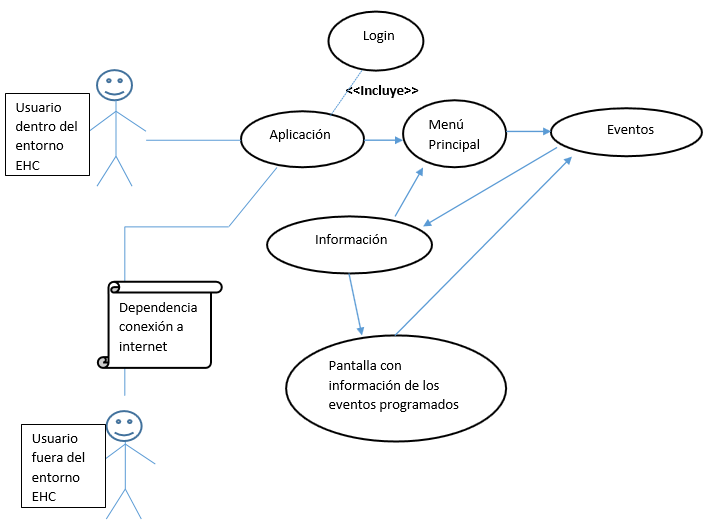 Login
<<Incluye>>
Usuario
dentro del
entorno
EHC
Aplicación
Menú
Principal
Eventos
Información
Dependencia
conexión a
internet
Pantalla con
información de los
eventos programados
Usuario
fuera del
entorno
EHC